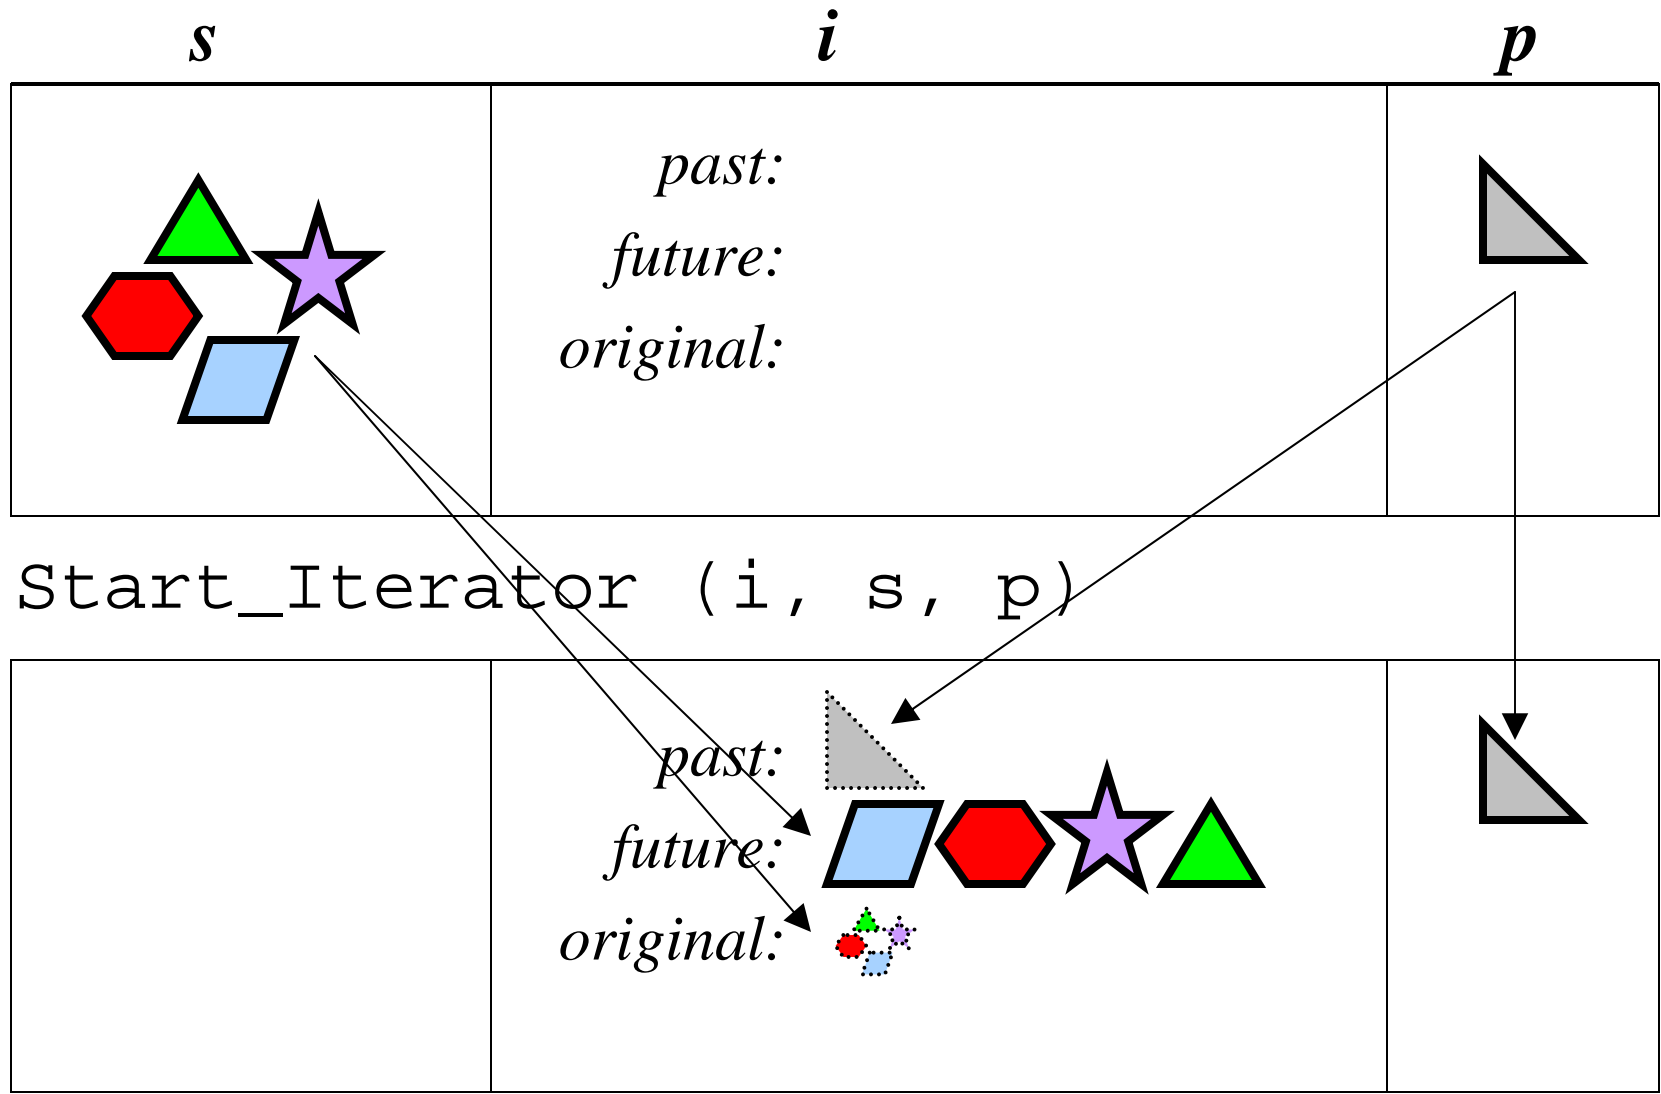 s i p
past:
future:
original:
Start_Iterator (i, s, p)
past:
future:
original: